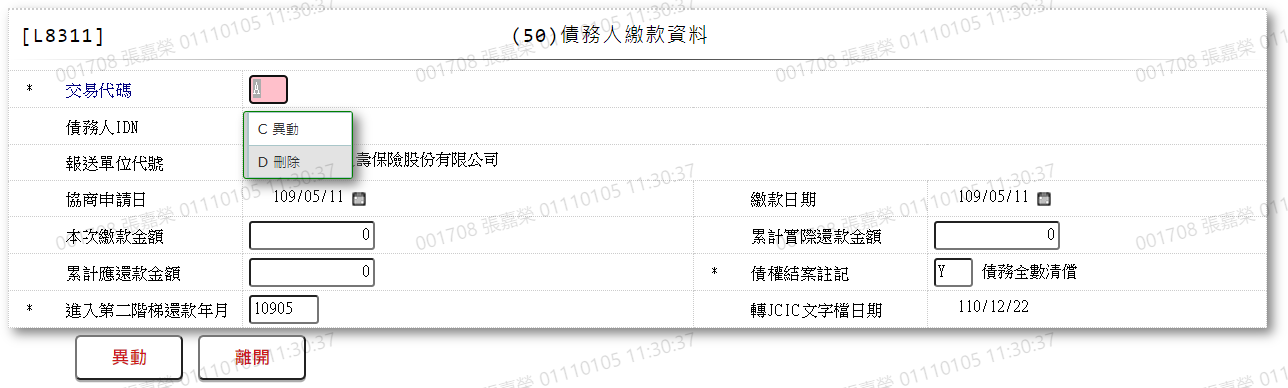 [L8311] (50)債務人繳款資料
* 交易代碼 A
C 異動
D 刪除
債務人IDN
報送單位代號 壽保險股份有限公司
協商申請日 109/05/11 繳款日期 109/05/11
本次繳款金額 0 累計實際還款金額 0
累計應還款金額 0 * 債權結案註記 Y 債務全數清償
* 進入第二階梯還款年月 10905 轉JCIC文字檔日期 110/12/22
異動 離開
001708 張嘉榮 01110105 11:30:37